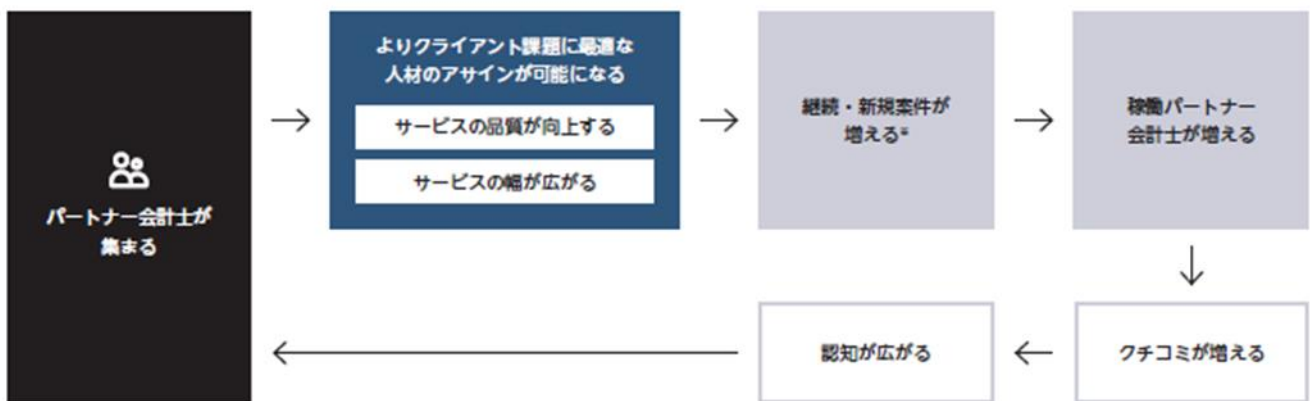 パートナー会計士が
集まる
よりクライアント課題に最適な
人材のアサインが可能になる
サービスの品質が向上する
サービスの幅が広がる
継続・新規案件が
増える※
稼働パートナー
会計士が増える
クチコミが増える
認知が広がる